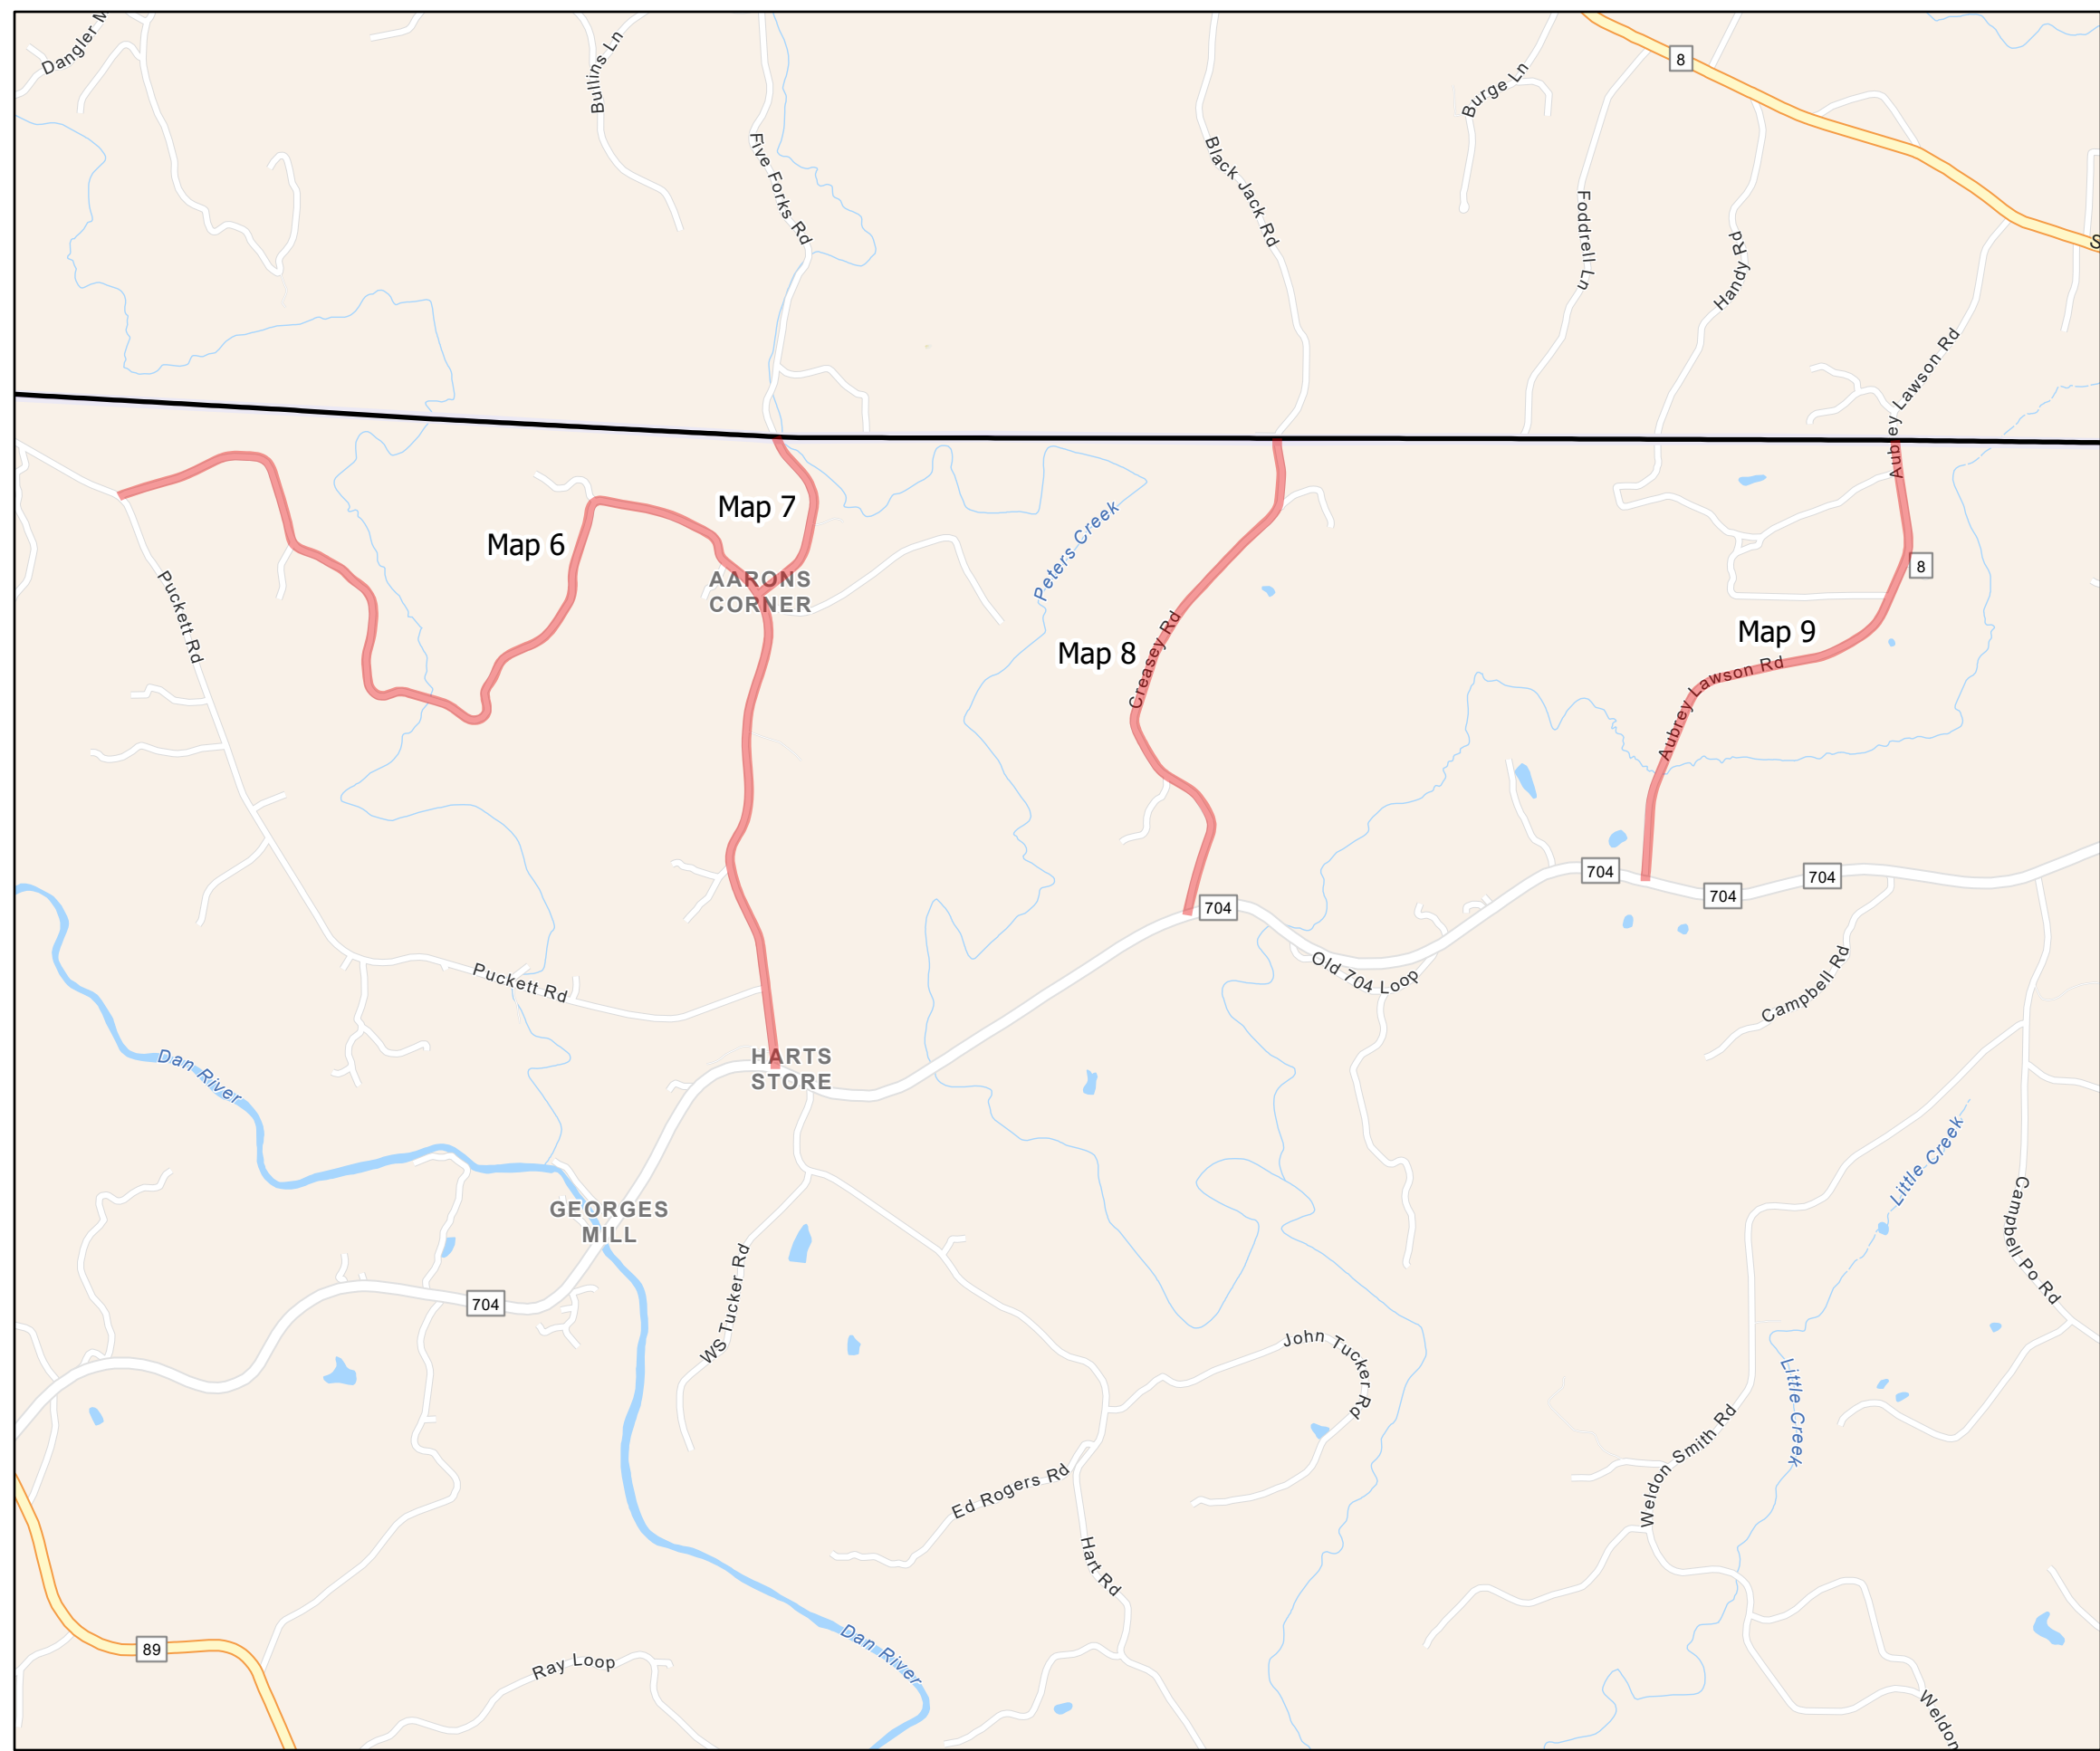 Dangler
Bullins Ln
Five Forks Rd
Black Jack Rd
Burge Ln
8
Foddrell Ln
Handy Rd
S
Aubrey Lawson Rd
Map 7
Map 6
Peters Creek
AARONS
CORNER
8
Puckett Rd
Map 8
Creasey Rd
Map 9
Aubrey Lawson Rd
704
704
704
704
Puckett Rd
Old 704 Loop
Campbell Rd
Dan River
HARTS
STORE
Little Creek
GEORGES
MILL
Campbell Po Rd
WS Tucker Rd
704
John Tucker Rd
Little Creek
Weldon Smith Rd
Ed Rogers Rd
Hart Rd
89
Ray Loop
Dan River
Weldon